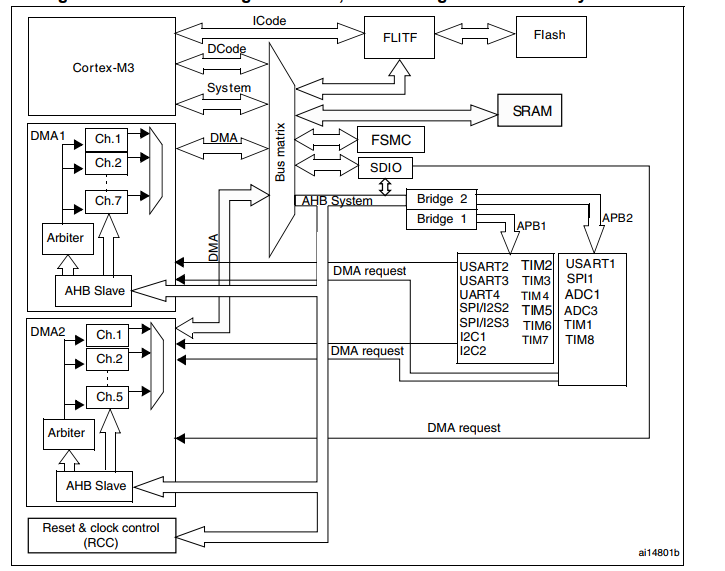 ICode
FLITF
Flash
DCode
Cortex-M3
System
SRAM
DMA1
Ch.1
DMA
Bus matrix
FSMC
Ch.2
SDIO
Ch.7
AHB System
Bridge 2
Bridge 1
APB1
APB2
Arbiter
DMA
AHB Slave
DMA request
USART2
USART3
UART4
SPI/I2S2
SPI/I2S3
I2C1
I2C2
TIM2
TIM3
TIM4
TIM5
TIM6
TIM7
USART1
SPI1
ADC1
ADC3
TIM1
TIM8
DMA2
Ch.1
Ch.2
DMA request
Ch.5
Arbiter
DMA request
AHB Slave
Reset & clock control
(RCC)
ai14801b